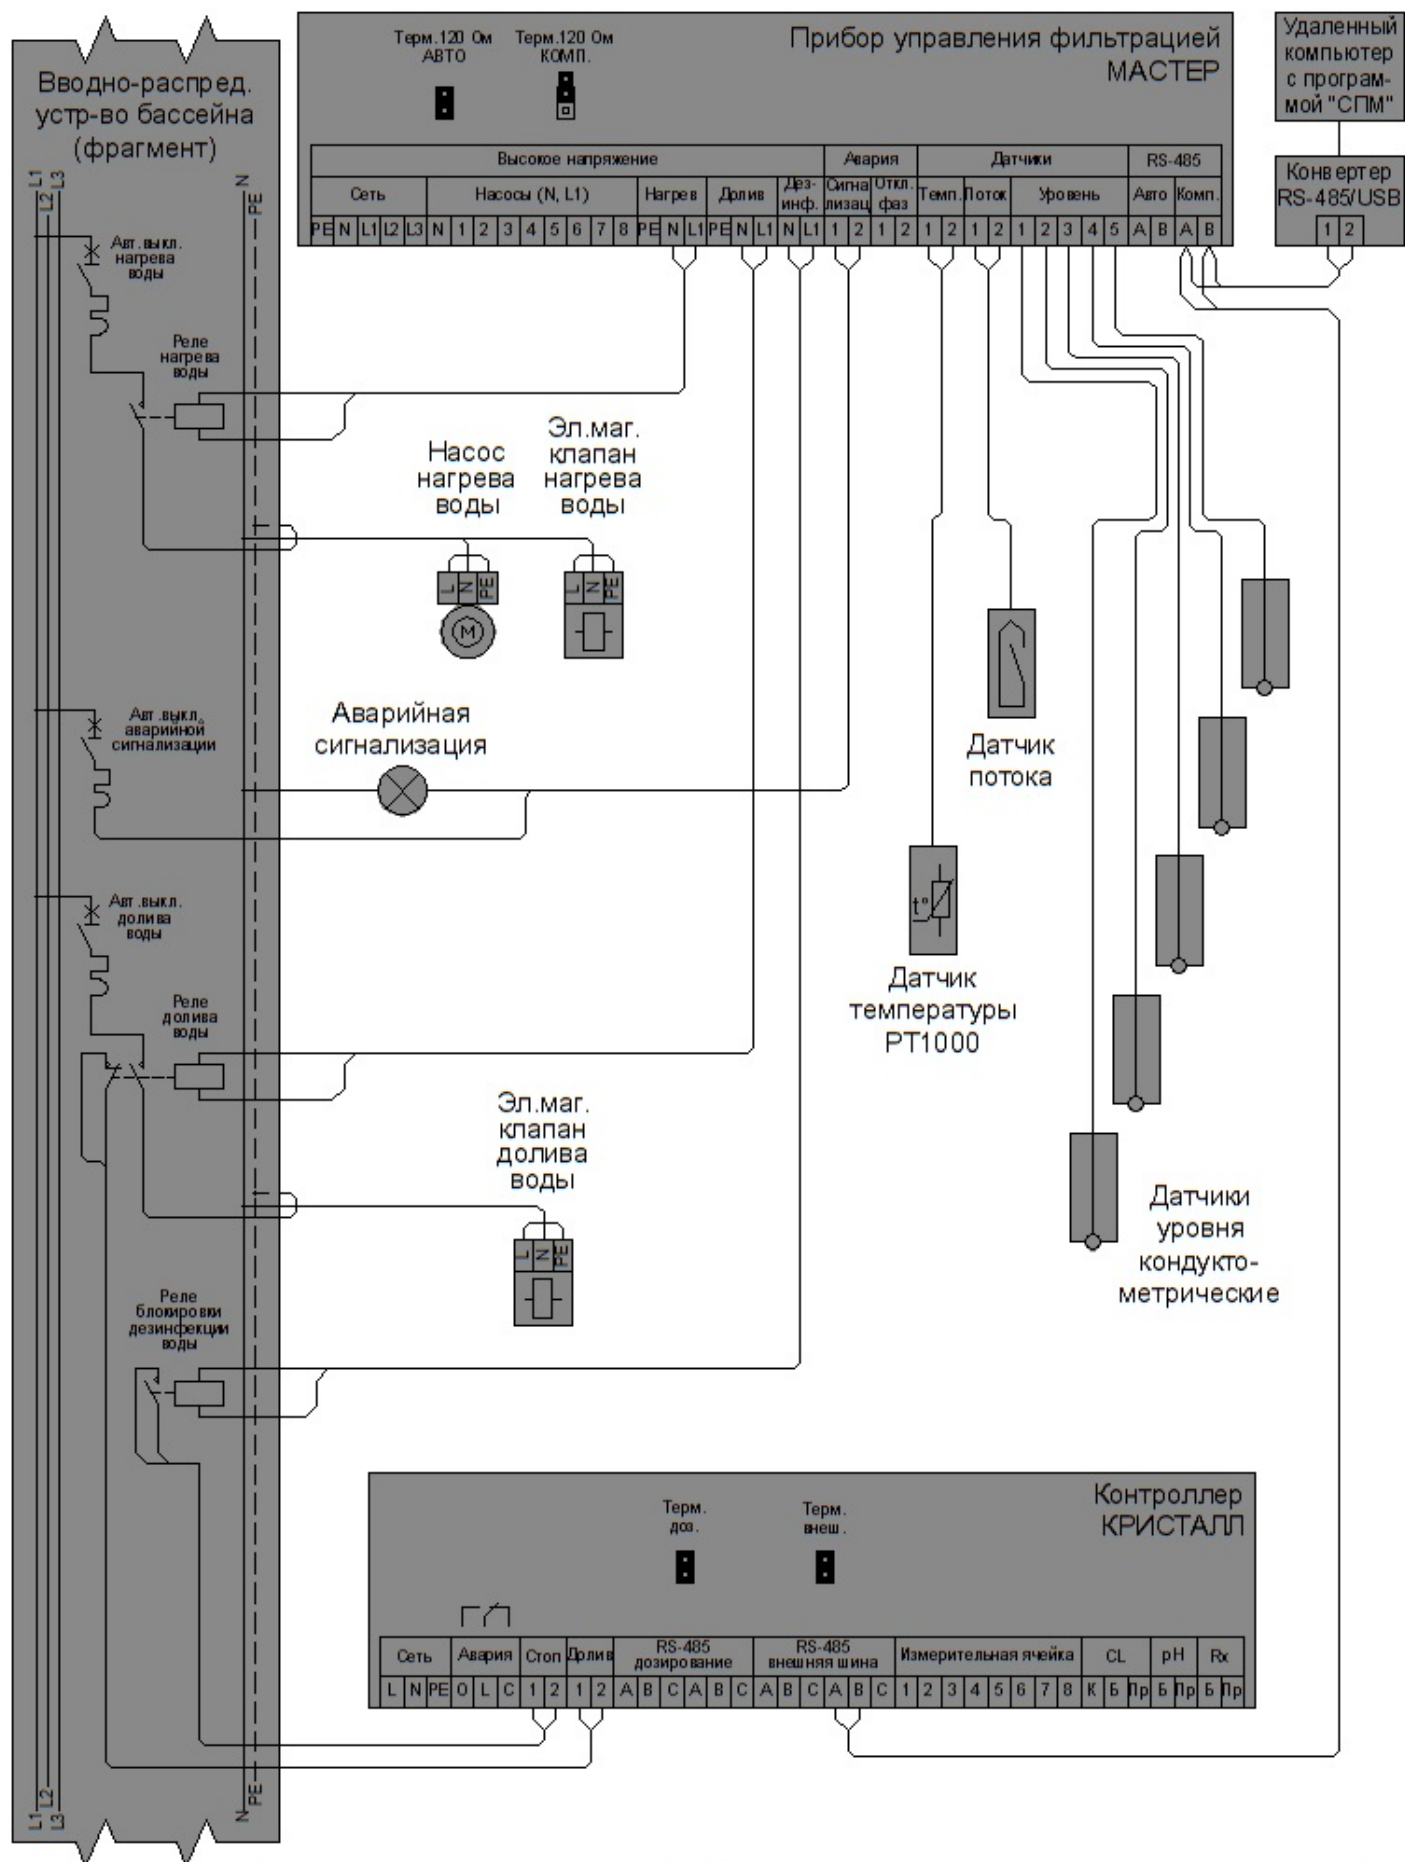 Вводно-распред.
устр-во бассейна
(фрагмент)
L1
L2
L3
N
PE
Авт.выкл.
нагрева
воды
Реле
нагрева
воды
Авт.выкл.
аварийной
сигнализации
Авт.выкл.
долива
воды
Реле
долива
воды
Реле
блокировки
дезинфекции
воды
L1
L2
L3
N
PE
Терм.120 Ом
АВТО
Терм.120 Ом
КОМП.
Прибор управления фильтрацией
МАСТЕР
Высокое напряжение Авария Датчики RS-485
Сеть Насосы (N, L1) Нагрев Долив Дез-инф. Сигнализац Откл. фаз Темп. Поток Уровень Авто Комп.
PE N L1 L2 L3 N 1 2 3 4 5 6 7 8 PE N L1 PE N L1 N L1 1 2 1 2 1 2 1 2 1 2 3 4 5 A B A B
Удаленный
компьютер
с програм-
мой "СПМ"
Конвертер
RS-485/USB
1 2
Насос
нагрева
воды
L N PE
M
Эл.маг.
клапан
нагрева
воды
L N PE
Аварийная
сигнализация
Датчик
потока
t°
Датчик
температуры
PT1000
Эл.маг.
клапан
долива
воды
L N PE
Датчики
уровня
кондукто-
метрические
Контроллер
КРИСТАЛЛ
Терм.
доз.
Терм.
внеш.
Сеть Авария Стоп Долив RS-485 дозирование RS-485 внешняя шина Измерительная ячейка CL pH Rx
L N PE O L C 1 2 1 2 A B C A B C A B C A B C 1 2 3 4 5 6 7 8 К Б Пр Б Пр Б Пр